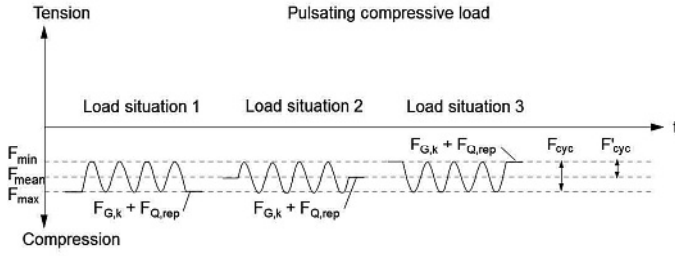 Tension
Pulsating compressive load
Load situation 1
Load situation 2
Load situation 3
t
F_min
F_G,k + F_Q,rep
F_cyc
F'_cyc
F_mean
F_max
F_G,k + F_Q,rep
F_G,k + F_Q,rep
Compression